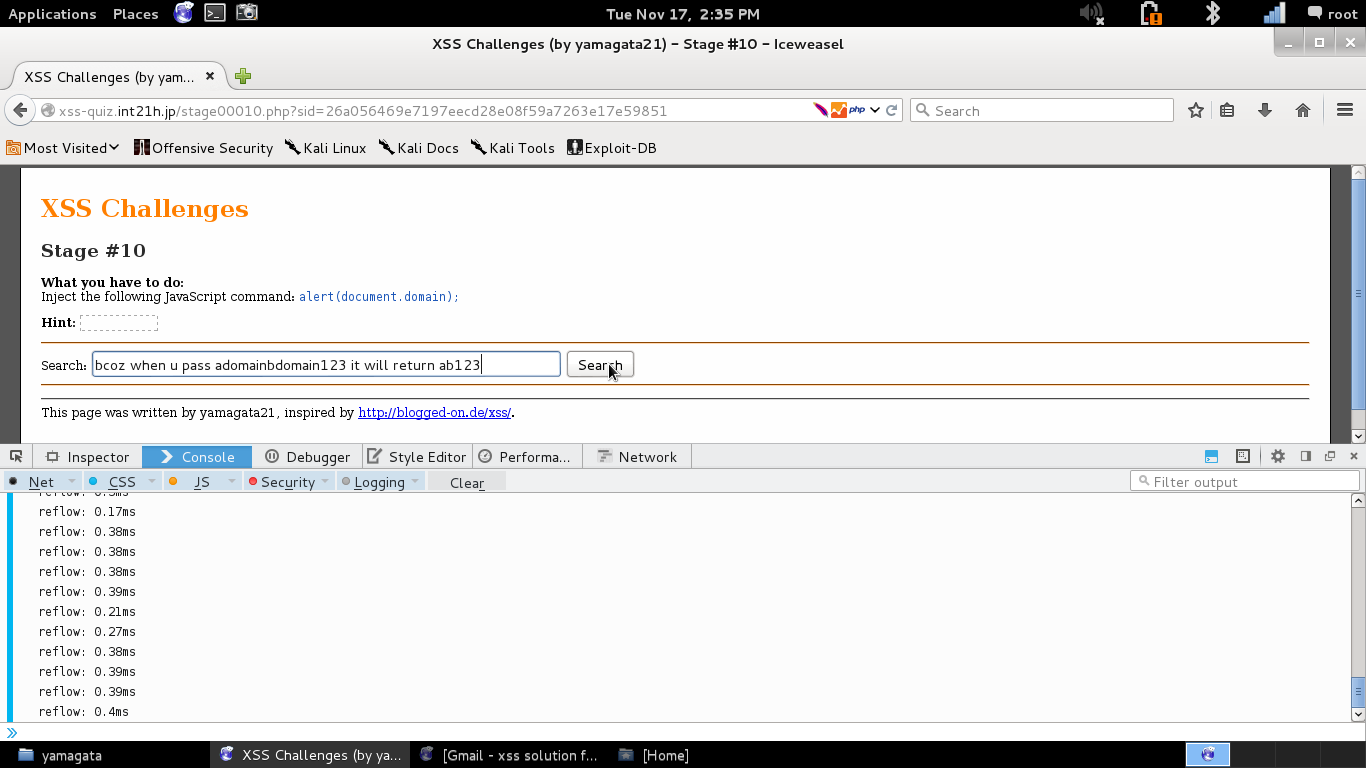 Applications Places Tue Nov 17, 2:35 PM root
XSS Challenges (by yamagata21) - Stage #10 - Iceweasel
XSS Challenges (by yam...
xss-quiz.int21h.jp/stage00010.php?sid=26a056469e7197eecd28e08f59a7263e17e59851 php Search
Most Visited Offensive Security Kali Linux Kali Docs Kali Tools Exploit-DB
XSS Challenges
Stage #10
What you have to do:
Inject the following JavaScript command: alert(document.domain);
Hint:
Search: bcoz when u pass adomainbdomain123 it will return ab123 Search
This page was written by yamagata21, inspired by http://blogged-on.de/xss/.
Inspector Console Debugger Style Editor Performa... Network
Net CSS JS Security Logging Clear Filter output
reflow: 0.17ms
reflow: 0.38ms
reflow: 0.38ms
reflow: 0.38ms
reflow: 0.39ms
reflow: 0.21ms
reflow: 0.27ms
reflow: 0.38ms
reflow: 0.39ms
reflow: 0.39ms
reflow: 0.4ms
yamagata XSS Challenges (by ya... [Gmail - xss solution f... [Home]